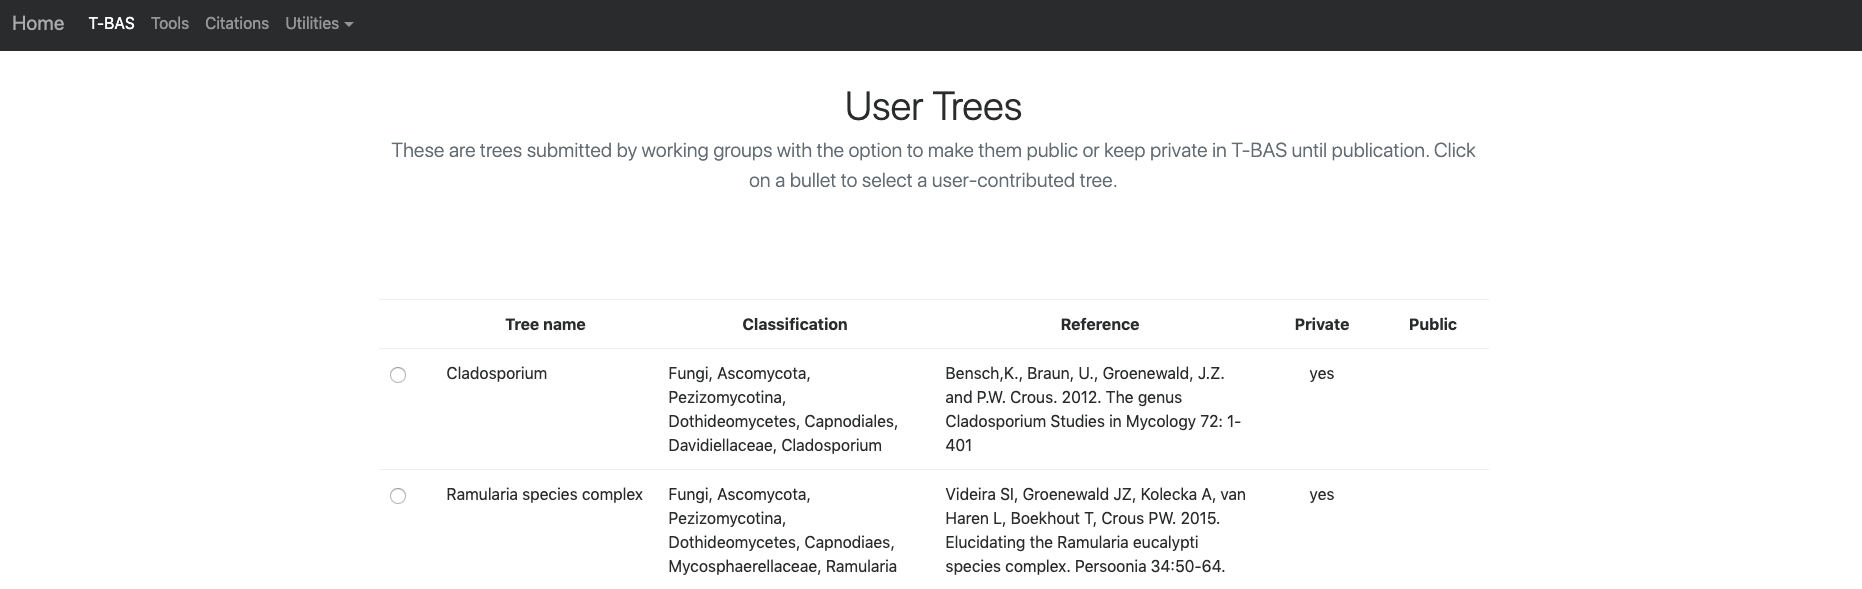 Home T-BAS Tools Citations Utilities
User Trees
These are trees submitted by working groups with the option to make them public or keep private in T-BAS until publication. Click
on a bullet to select a user-contributed tree.
Tree name Classification Reference Private Public
Cladosporium Fungi, Ascomycota, Bensch,K., Braun, U., Groenewald, J.Z. yes
Pezizomycotina, and P.W. Crous. 2012. The genus
Dothideomycetes, Capnodiales, Cladosporium Studies in Mycology 72: 1-
Davidiellaceae, Cladosporium 401
Ramularia species complex Fungi, Ascomycota, Videira SI, Groenewald JZ, Kolecka A, van yes
Pezizomycotina, Haren L, Boekhout T, Crous PW. 2015.
Dothideomycetes, Capnodiaes, Elucidating the Ramularia eucalypti
Mycosphaerellaceae, Ramularia species complex. Persoonia 34:50-64.